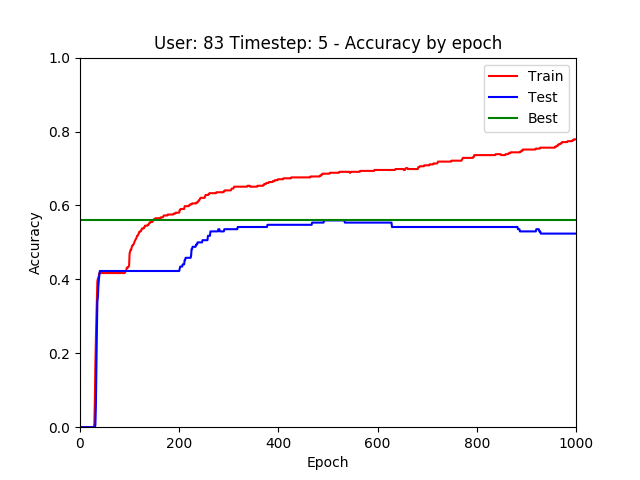 User: 83 Timestep: 5 - Accuracy by epoch
1.0
0.8
0.6
0.4
0.2
0.0
Accuracy
Train
Test
Best
0 200 400 600 800 1000
Epoch